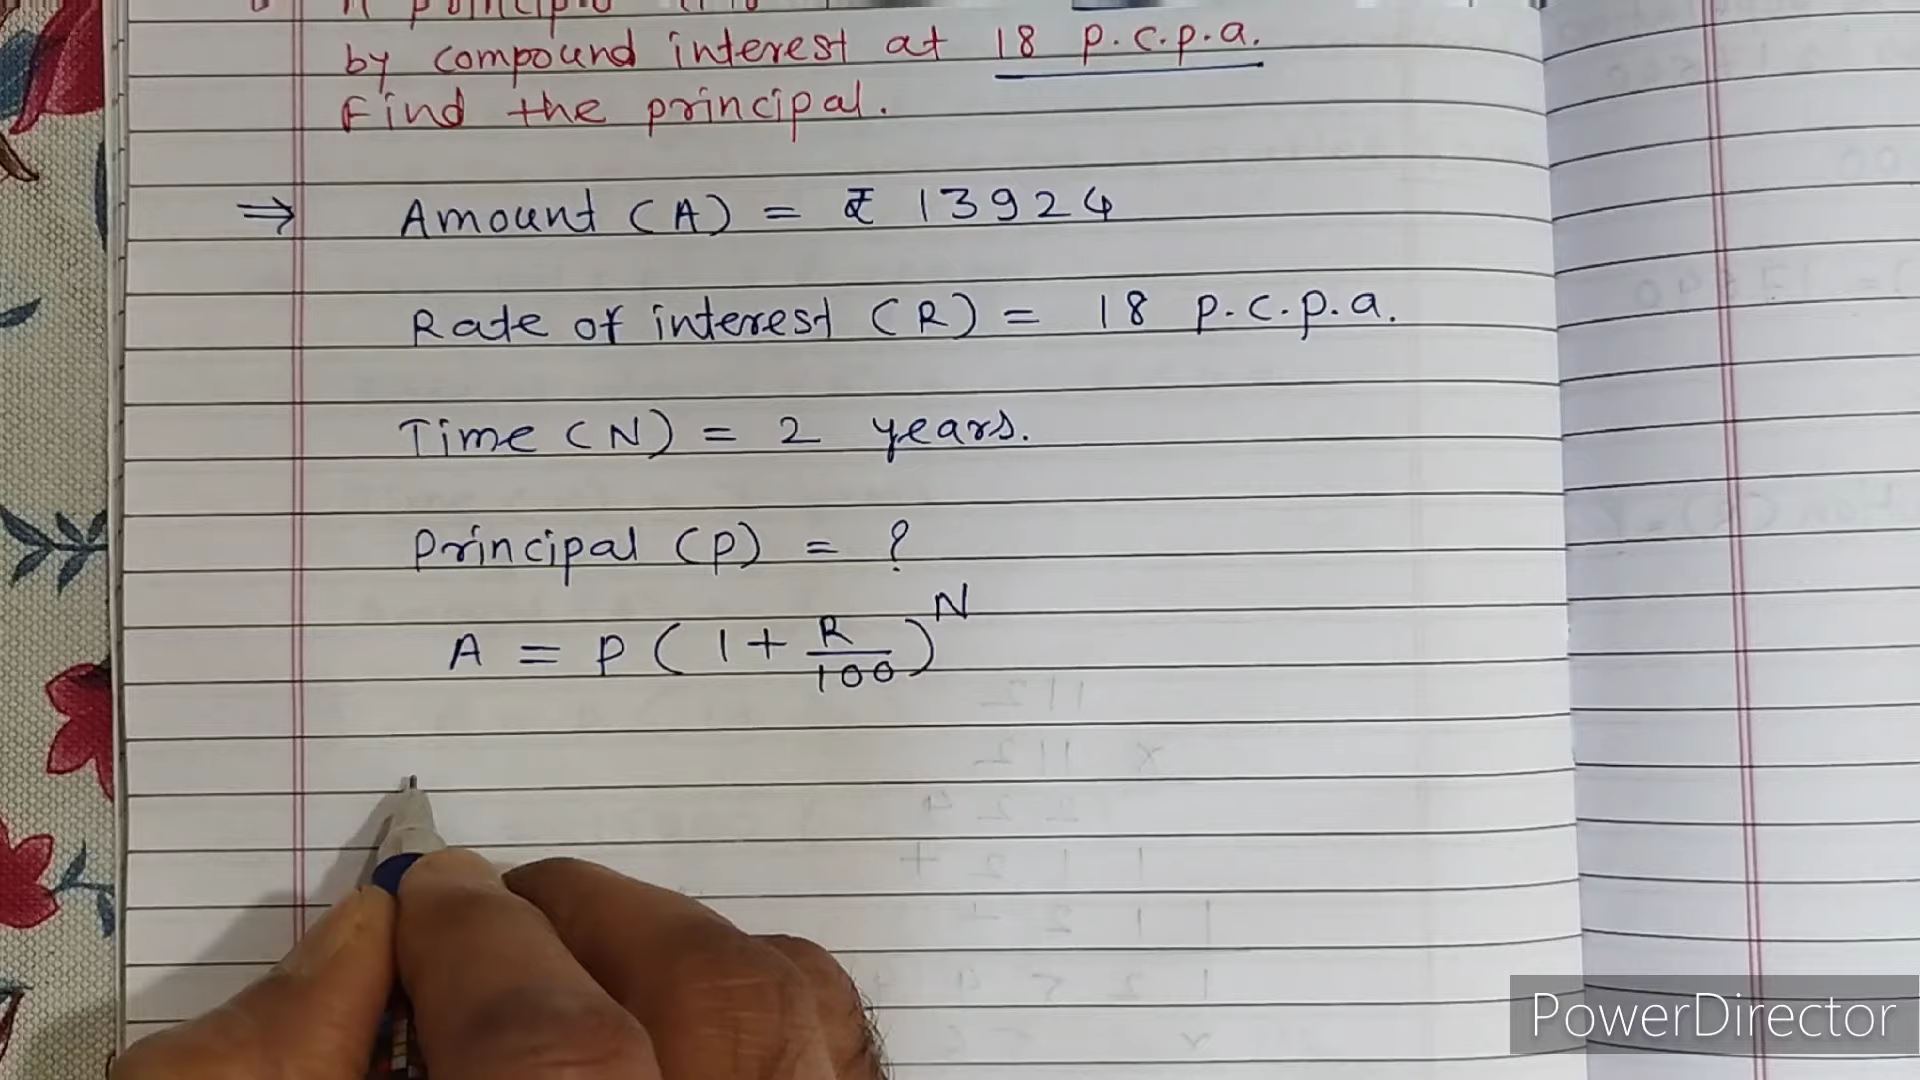 by compound interest at 18 p.c.p.a.
Find the principal.
⇒ Amount (A) = ₹ 13924
Rate of interest (R) = 18 p.c.p.a.
Time (N) = 2 years.
Principal (P) = ?
A = P ( 1 + R/100 )^N
PowerDirector